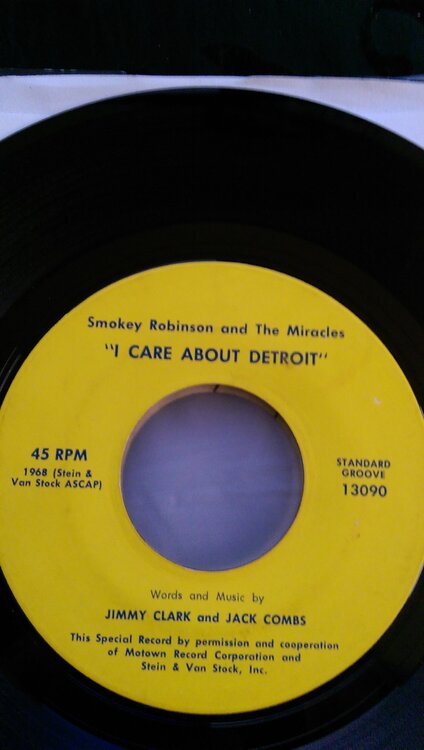 Smokey Robinson and The Miracles
"I CARE ABOUT DETROIT"
45 RPM
1968 (Stein &
Van Stock ASCAP)
STANDARD
GROOVE
13090
Words and Music by
JIMMY CLARK and JACK COMBS
This Special Record by permission and cooperation
of Motown Record Corporation and
Stein & Van Stock, Inc.